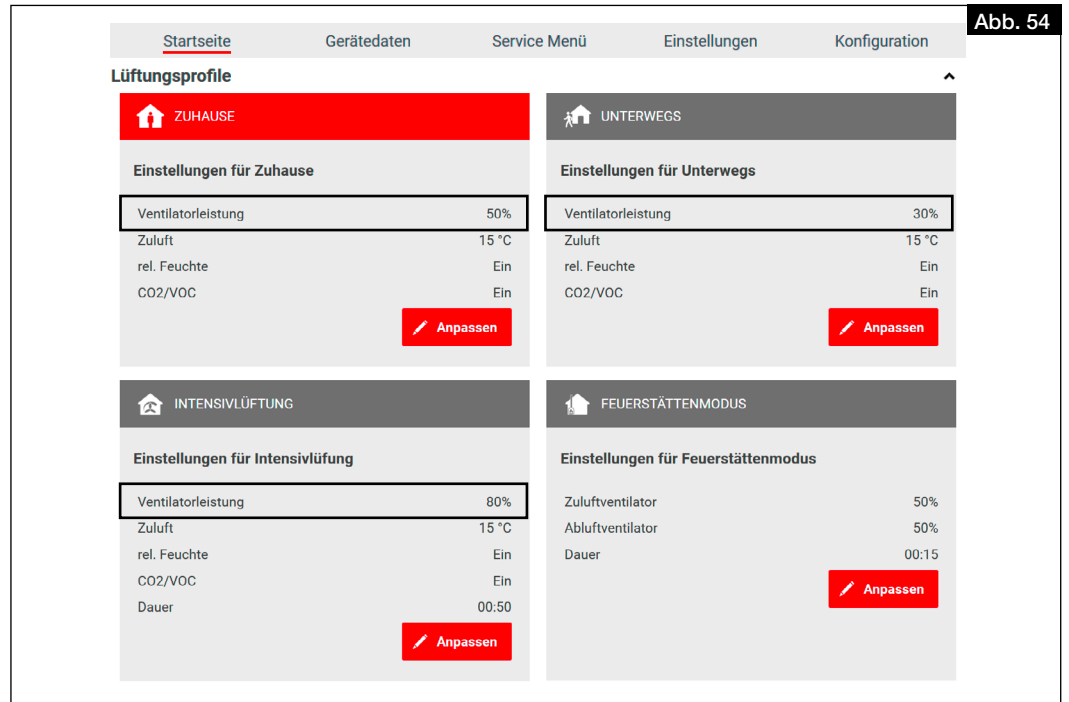 Abb. 54
Startseite Gerätedaten Service Menü Einstellungen Konfiguration
Lüftungsprofile
ZUHAUSE
Einstellungen für Zuhause
Ventilatorleistung 50%
Zuluft 15 °C
rel. Feuchte Ein
CO2/VOC Ein
Anpassen
UNTERWEGS
Einstellungen für Unterwegs
Ventilatorleistung 30%
Zuluft 15 °C
rel. Feuchte Ein
CO2/VOC Ein
Anpassen
INTENSIVLÜFTUNG
Einstellungen für Intensivlüfung
Ventilatorleistung 80%
Zuluft 15 °C
rel. Feuchte Ein
CO2/VOC Ein
Dauer 00:50
Anpassen
FEUERSTÄTTENMODUS
Einstellungen für Feuerstättenmodus
Zuluftventilator 50%
Abluftventilator 50%
Dauer 00:15
Anpassen